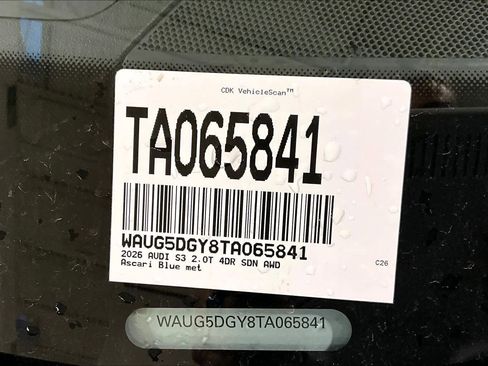 CDK VehicleScan™
TA065841
WAUG5DGY8TA065841
2026 AUDI S3 2.0T 4DR SDN AWD
Ascari Blue met
C26
WAUG5DGY8TA065841